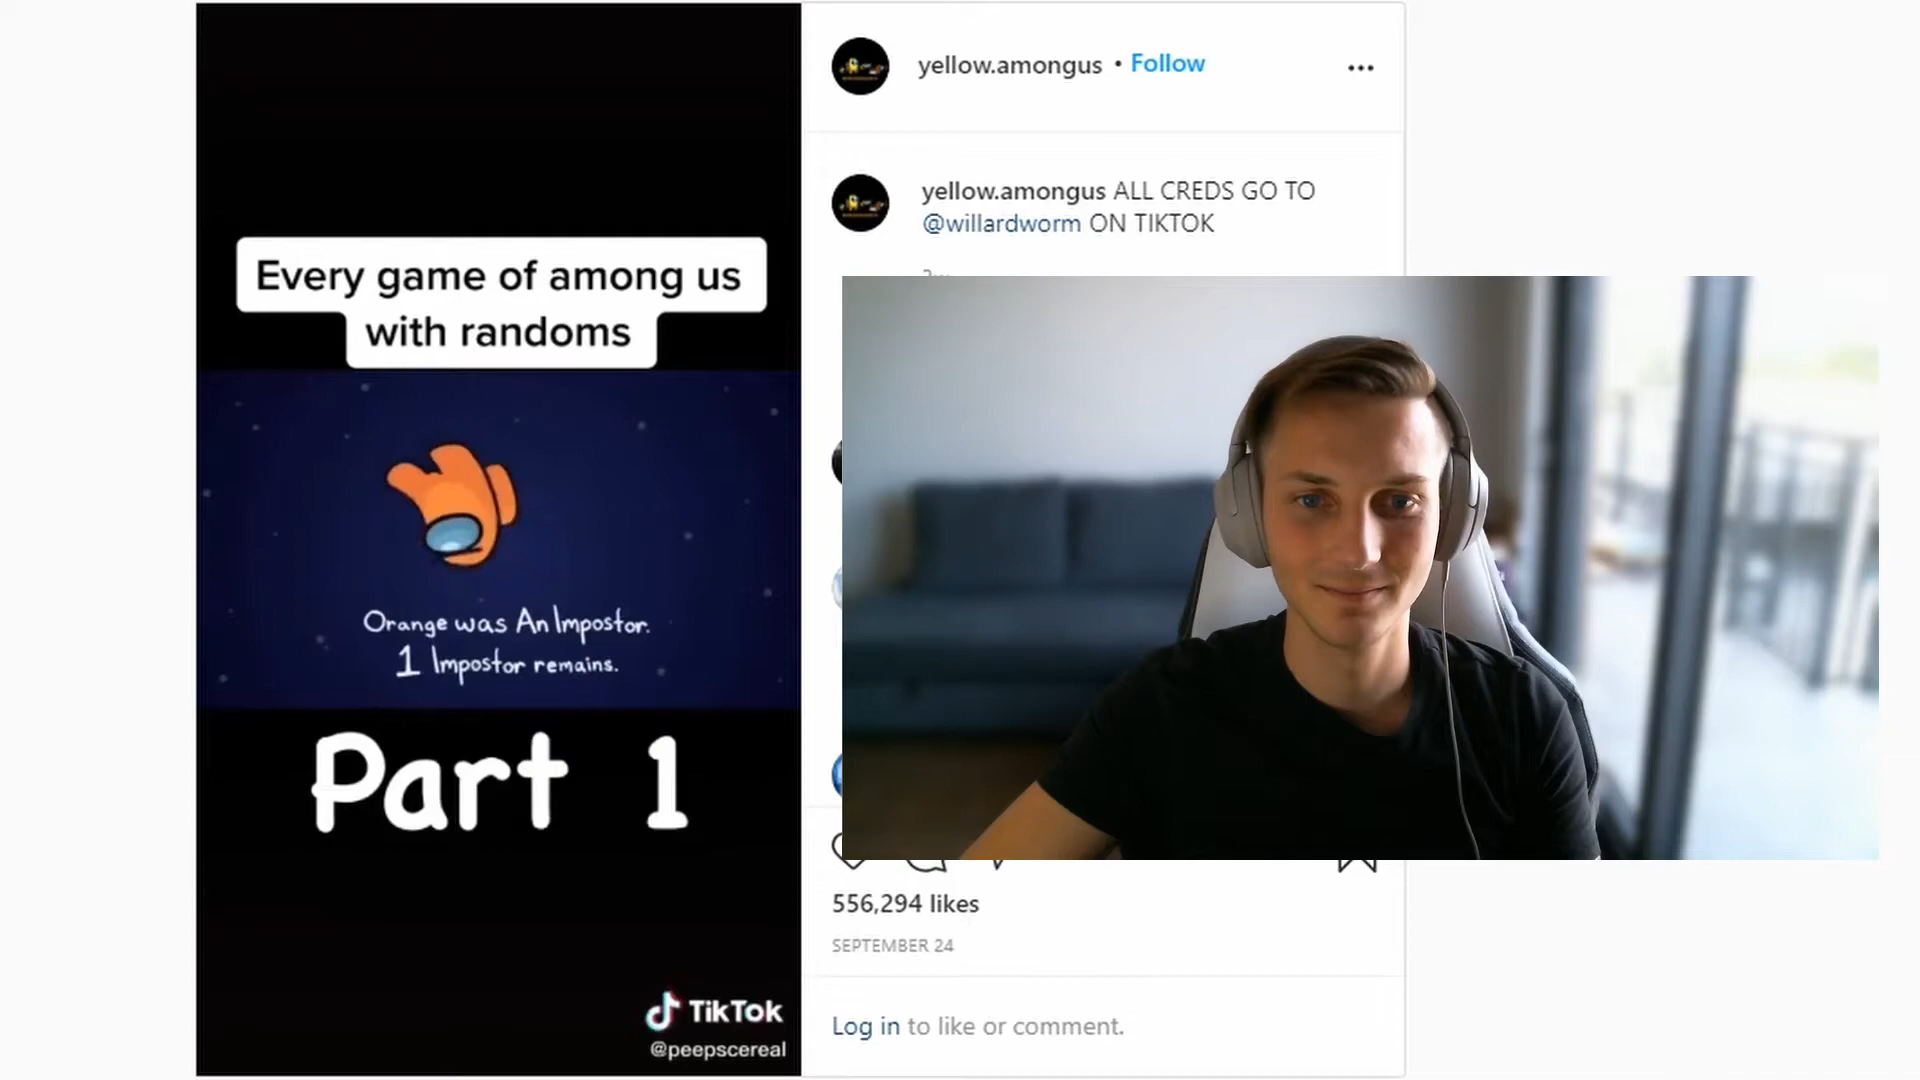 Every game of among us
with randoms
Orange was An Impostor.
1 Impostor remains.
Part 1
TikTok
@peepscereal
yellow.amongus • Follow
yellow.amongus ALL CREDS GO TO
@willardworm ON TIKTOK
556,294 likes
SEPTEMBER 24
Log in to like or comment.